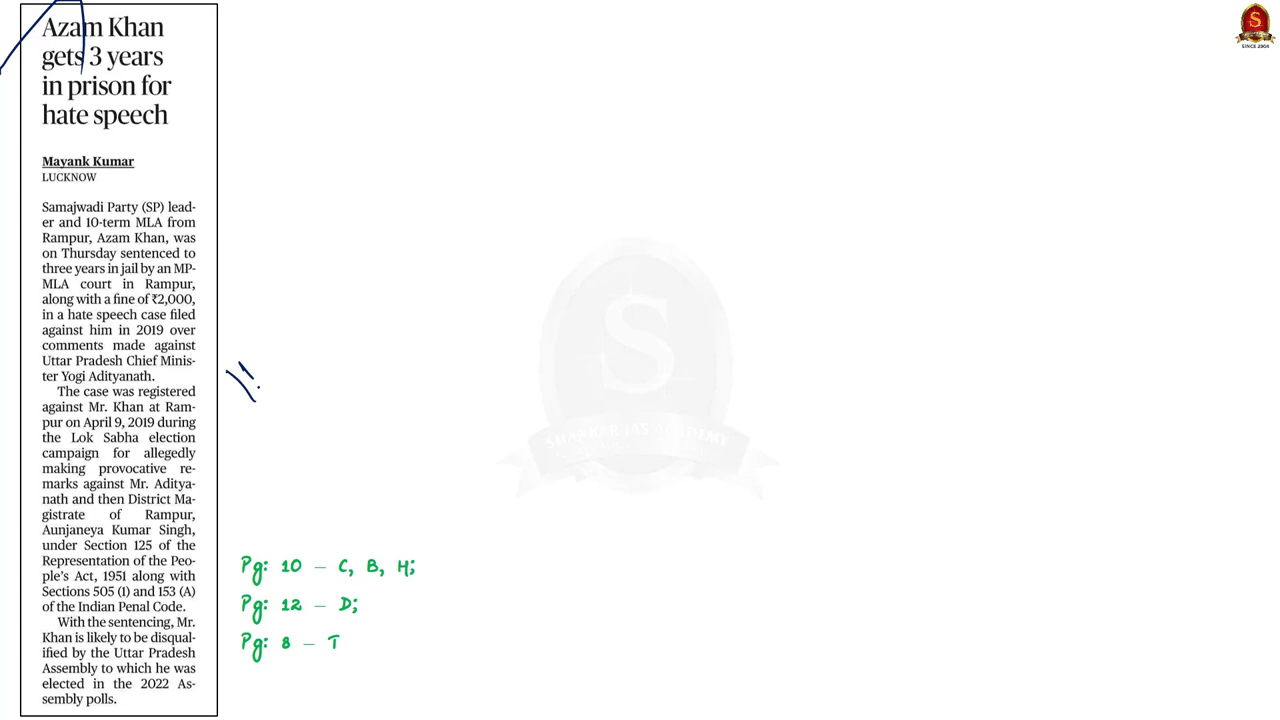 Azam Khan
gets 3 years
in prison for
hate speech
Mayank Kumar
LUCKNOW
Samajwadi Party (SP) lead-
er and 10-term MLA from
Rampur, Azam Khan, was
on Thursday sentenced to
three years in jail by an MP-
MLA court in Rampur,
along with a fine of ₹2,000,
in a hate speech case filed
against him in 2019 over
comments made against
Uttar Pradesh Chief Minis-
ter Yogi Adityanath.
The case was registered
against Mr. Khan at Ram-
pur on April 9, 2019 during
the Lok Sabha election
campaign for allegedly
making provocative re-
marks against Mr. Aditya-
nath and then District Ma-
gistrate of Rampur,
Aunjaneya Kumar Singh,
under Section 125 of the
Representation of the Peo-
ple's Act, 1951 along with
Sections 505 (1) and 153 (A)
of the Indian Penal Code.
With the sentencing, Mr.
Khan is likely to be disqual-
ified by the Uttar Pradesh
Assembly to which he was
elected in the 2022 As-
sembly polls.
Pg: 10 – C, B, H;
Pg: 12 – D;
Pg: 8 – T
S
SHANKAR IAS ACADEMY
S
SINCE 2004